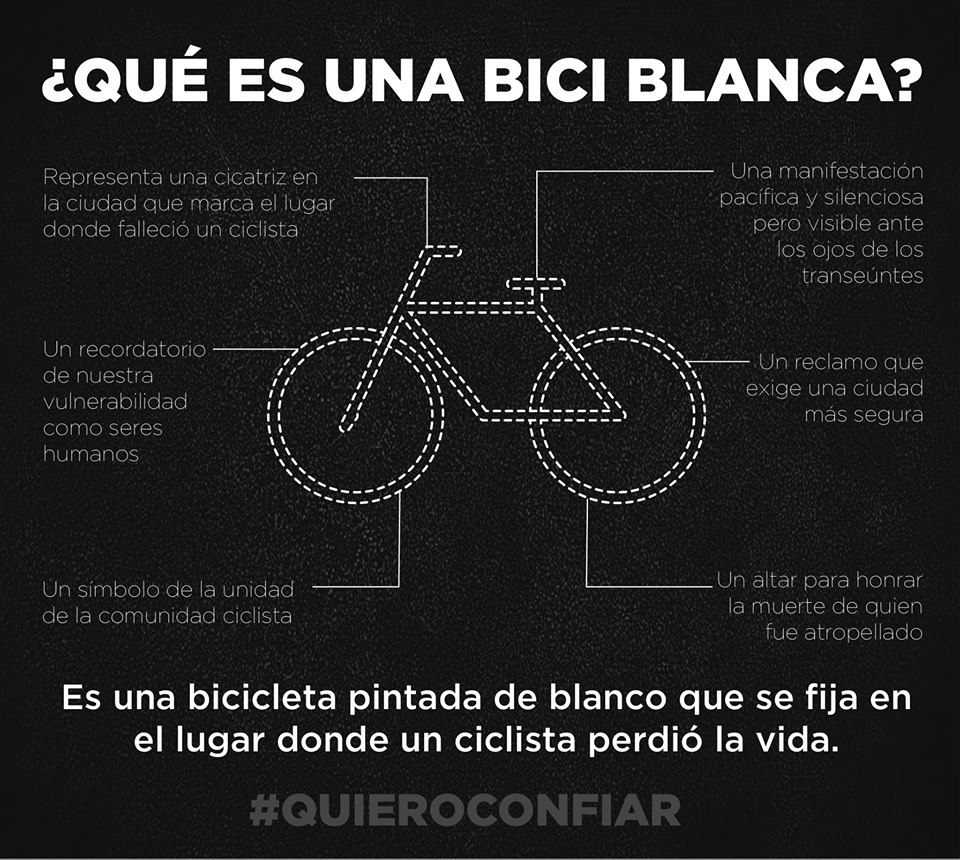 ¿QUÉ ES UNA BICI BLANCA?
Representa una cicatriz en
la ciudad que marca el lugar
donde falleció un ciclista
Una manifestación
pacífica y silenciosa
pero visible ante
los ojos de los
transeúntes
Un recordatorio
de nuestra
vulnerabilidad
como seres
humanos
Un reclamo que
exige una ciudad
más segura
Un símbolo de la unidad
de la comunidad ciclista
Un altar para honrar
la muerte de quien
fue atropellado
Es una bicicleta pintada de blanco que se fija en
el lugar donde un ciclista perdió la vida.
#QUIEROCONFIAR